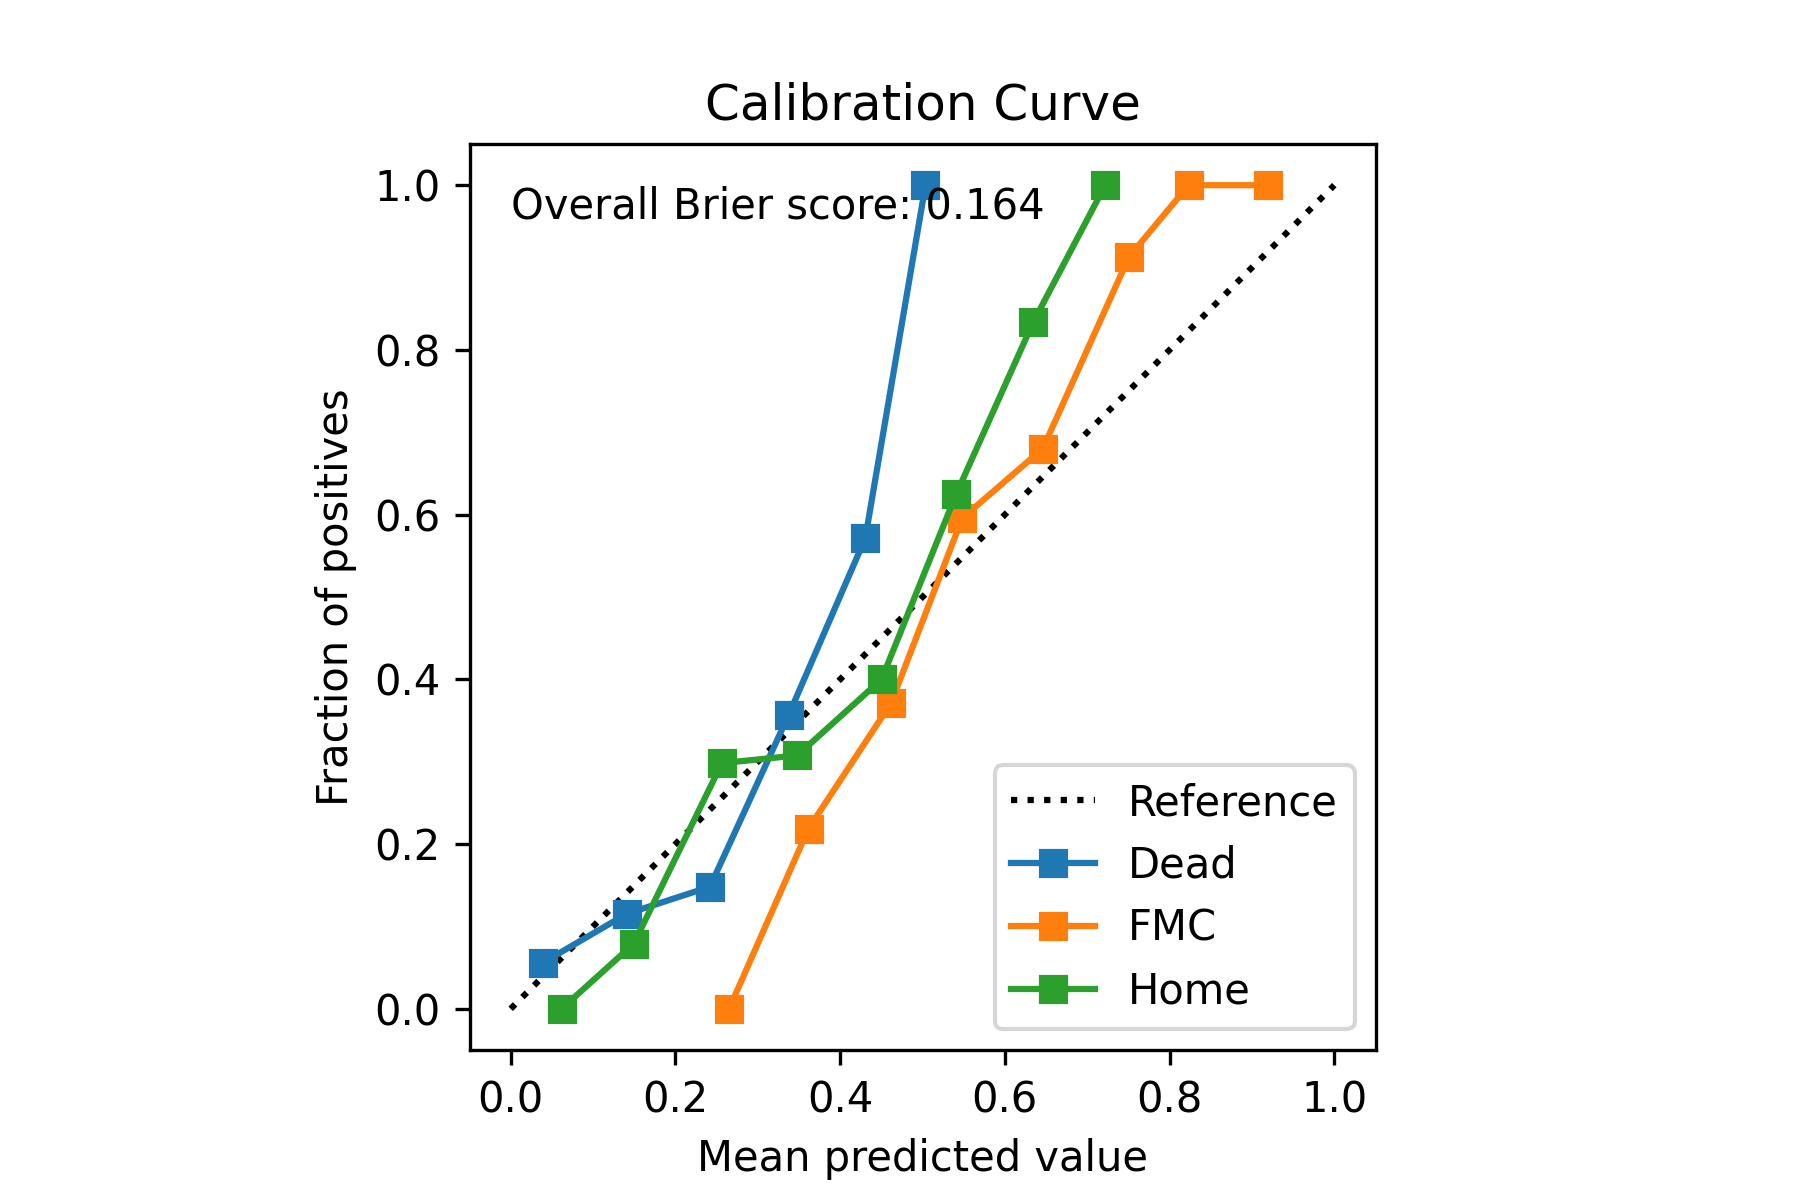 Calibration Curve
Overall Brier score: 0.164
1.0
0.8
0.6
0.4
0.2
0.0
Fraction of positives
Reference
Dead
FMC
Home
0.0 0.2 0.4 0.6 0.8 1.0
Mean predicted value